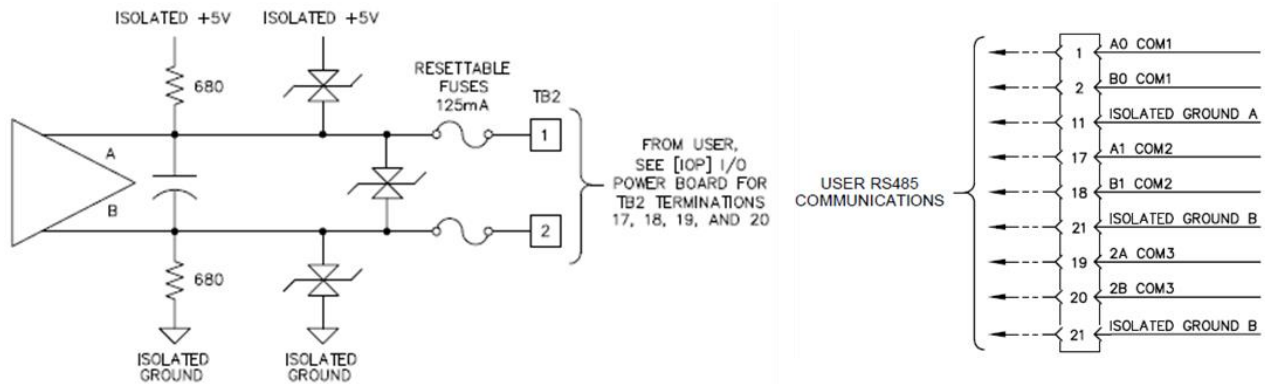 ISOLATED +5V
ISOLATED +5V
680
RESETTABLE
FUSES
125mA
TB2
1
A
B
2
680
ISOLATED
GROUND
ISOLATED
GROUND
FROM USER,
SEE [IOP] I/O
POWER BOARD FOR
TB2 TERMINATIONS
17, 18, 19, AND 20
USER RS485
COMMUNICATIONS
1 A0 COM1
2 B0 COM1
11 ISOLATED GROUND A
17 A1 COM2
18 B1 COM2
21 ISOLATED GROUND B
19 2A COM3
20 2B COM3
21 ISOLATED GROUND B